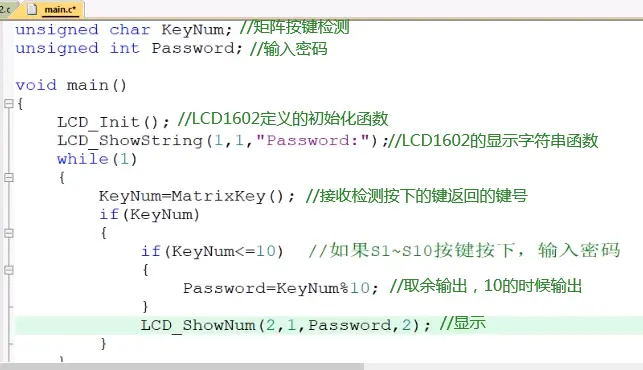 2.c main.c*
unsigned char KeyNum; //矩阵按键检测
unsigned int Password; //输入密码
void main()
{
LCD_Init(); //LCD1602定义的初始化函数
LCD_ShowString(1,1,"Password:");//LCD1602的显示字符串函数
while(1)
{
KeyNum=MatrixKey(); //接收检测按下的键返回的键号
if(KeyNum)
{
if(KeyNum<=10) //如果S1~S10按键按下，输入密码
{
Password=KeyNum%10; //取余输出，10的时候输出
}
LCD_ShowNum(2,1,Password,2); //显示
}
}